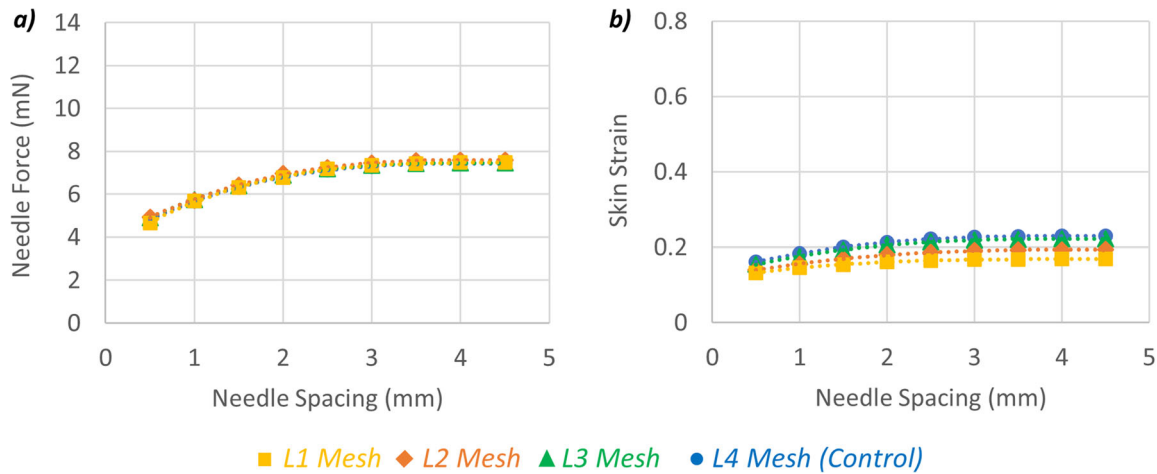 a)
Needle Force (mN)
14
12
10
8
6
4
2
0
0 1 2 3 4 5
Needle Spacing (mm)
b)
Skin Strain
0.8
0.6
0.4
0.2
0
0 1 2 3 4 5
Needle Spacing (mm)
L1 Mesh L2 Mesh L3 Mesh L4 Mesh (Control)